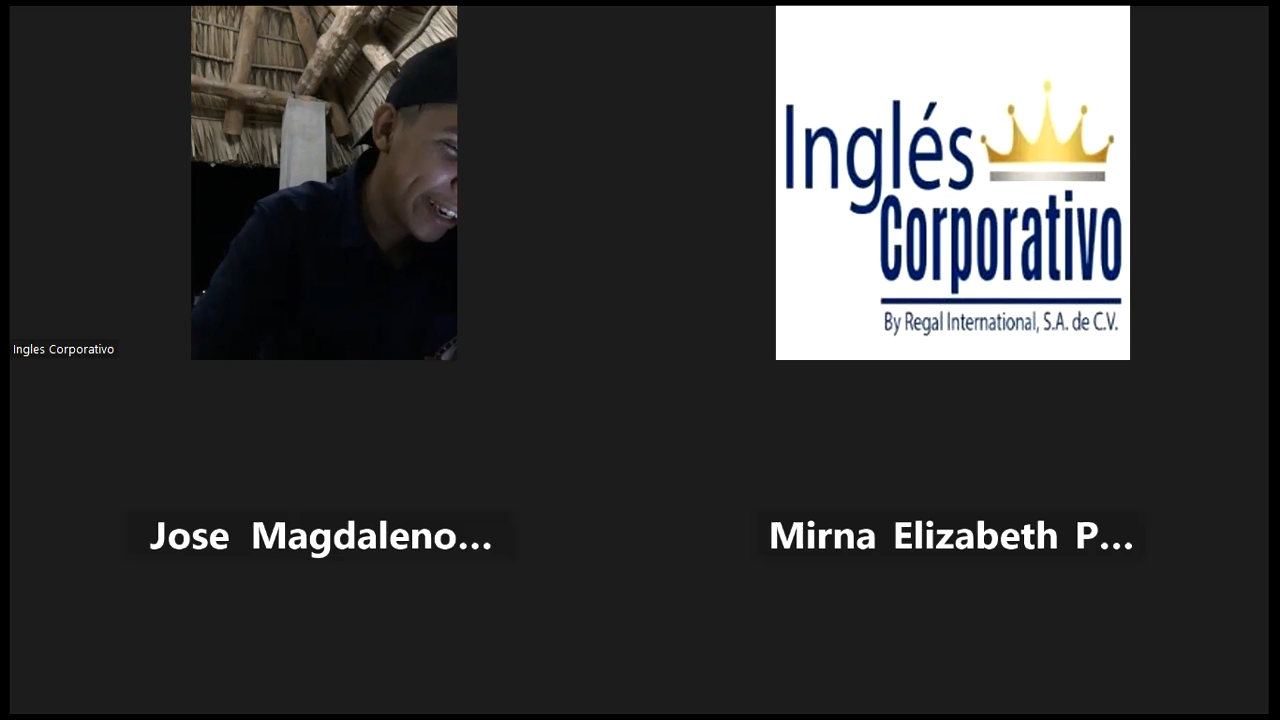 Inglés
Corporativo
By Regal International, S.A. de C.V.
Ingles Corporativo
Jose Magdaleno...
Mirna Elizabeth P...